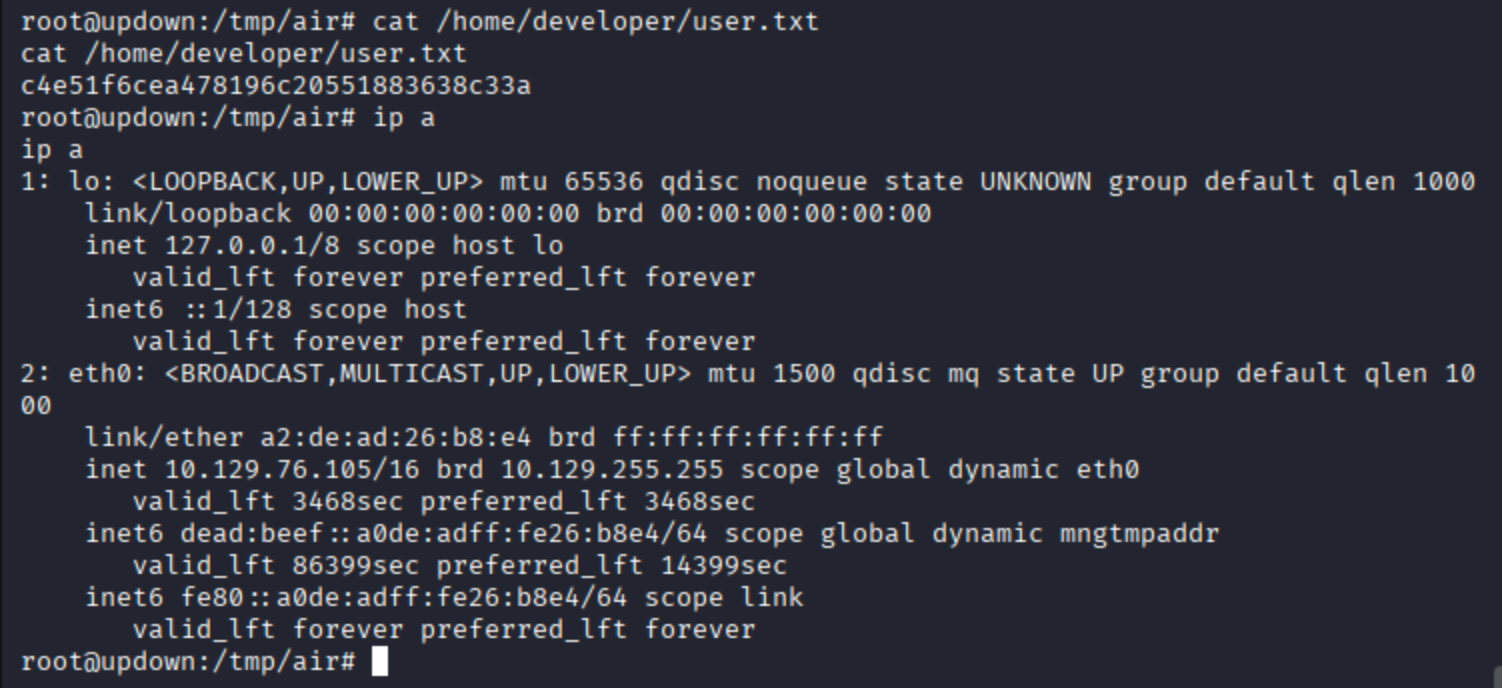 root@updown:/tmp/air# cat /home/developer/user.txt
cat /home/developer/user.txt
c4e51f6cea478196c20551883638c33a
root@updown:/tmp/air# ip a
ip a
1: lo: <LOOPBACK,UP,LOWER_UP> mtu 65536 qdisc noqueue state UNKNOWN group default qlen 1000
    link/loopback 00:00:00:00:00:00 brd 00:00:00:00:00:00
    inet 127.0.0.1/8 scope host lo
       valid_lft forever preferred_lft forever
    inet6 ::1/128 scope host
       valid_lft forever preferred_lft forever
2: eth0: <BROADCAST,MULTICAST,UP,LOWER_UP> mtu 1500 qdisc mq state UP group default qlen 10
00
    link/ether a2:de:ad:26:b8:e4 brd ff:ff:ff:ff:ff:ff
    inet 10.129.76.105/16 brd 10.129.255.255 scope global dynamic eth0
       valid_lft 3468sec preferred_lft 3468sec
    inet6 dead:beef::a0de:adff:fe26:b8e4/64 scope global dynamic mngtmpaddr
       valid_lft 86399sec preferred_lft 14399sec
    inet6 fe80::a0de:adff:fe26:b8e4/64 scope link
       valid_lft forever preferred_lft forever
root@updown:/tmp/air#